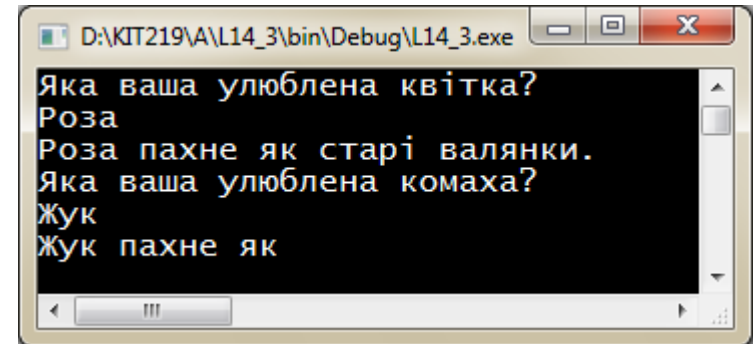 D:\KIT219\A\L14_3\bin\Debug\L14_3.exe
Яка ваша улюблена квітка?
Роза
Роза пахне як старі валянки.
Яка ваша улюблена комаха?
Жук
Жук пахне як